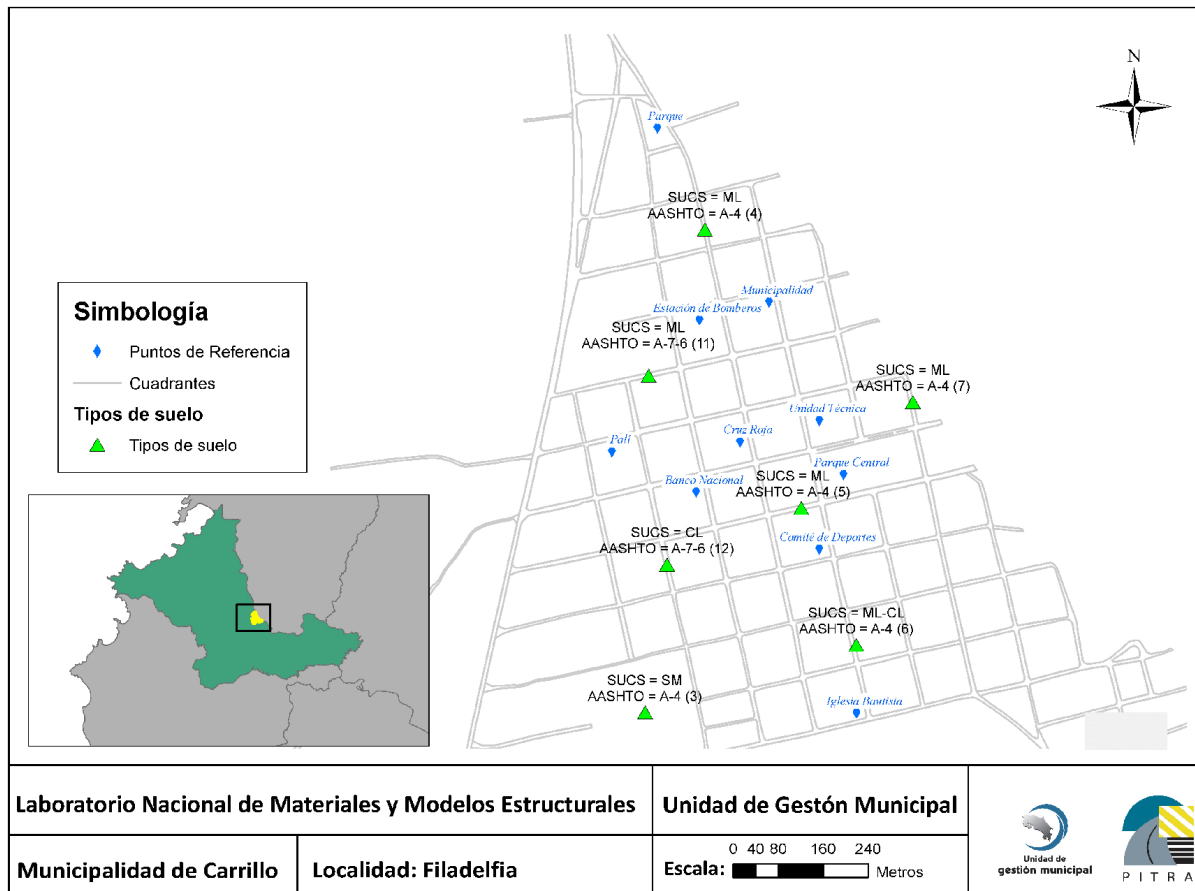 N
Parque
SUCS = ML
AASHTO = A-4 (4)
Municipalidad
Estación de Bomberos
SUCS = ML
AASHTO = A-7-6 (11)
SUCS = ML
AASHTO = A-4 (7)
Unidad Técnica
Cruz Roja
Palí
Parque Central
Banco Nacional
SUCS = ML
AASHTO = A-4 (5)
SUCS = CL
AASHTO = A-7-6 (12)
Comité de Deportes
SUCS = ML-CL
AASHTO = A-4 (6)
SUCS = SM
AASHTO = A-4 (3)
Iglesia Bautista
Simbología
Puntos de Referencia
Cuadrantes
Tipos de suelo
Tipos de suelo
Laboratorio Nacional de Materiales y Modelos Estructurales
Unidad de Gestón Municipal
Municipalidad de Carrillo
Localidad: Filadelfia
Escala:
0 40 80 160 240
Metros
Unidad de
gestión municipal
PITRA